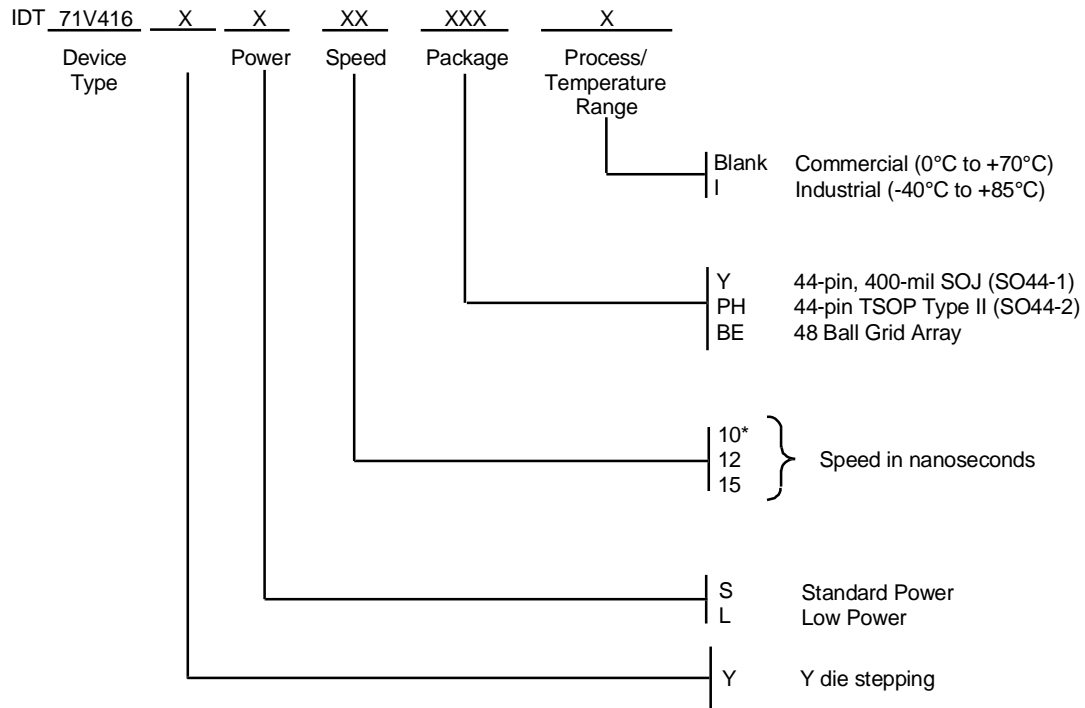 IDT 71V416 X X XX XXX X
Device Type
Power
Speed
Package
Process/ Temperature Range
Blank Commercial (0°C to +70°C)
I Industrial (-40°C to +85°C)
Y 44-pin, 400-mil SOJ (SO44-1)
PH 44-pin TSOP Type II (SO44-2)
BE 48 Ball Grid Array
10*
12
15
Speed in nanoseconds
S Standard Power
L Low Power
Y Y die stepping